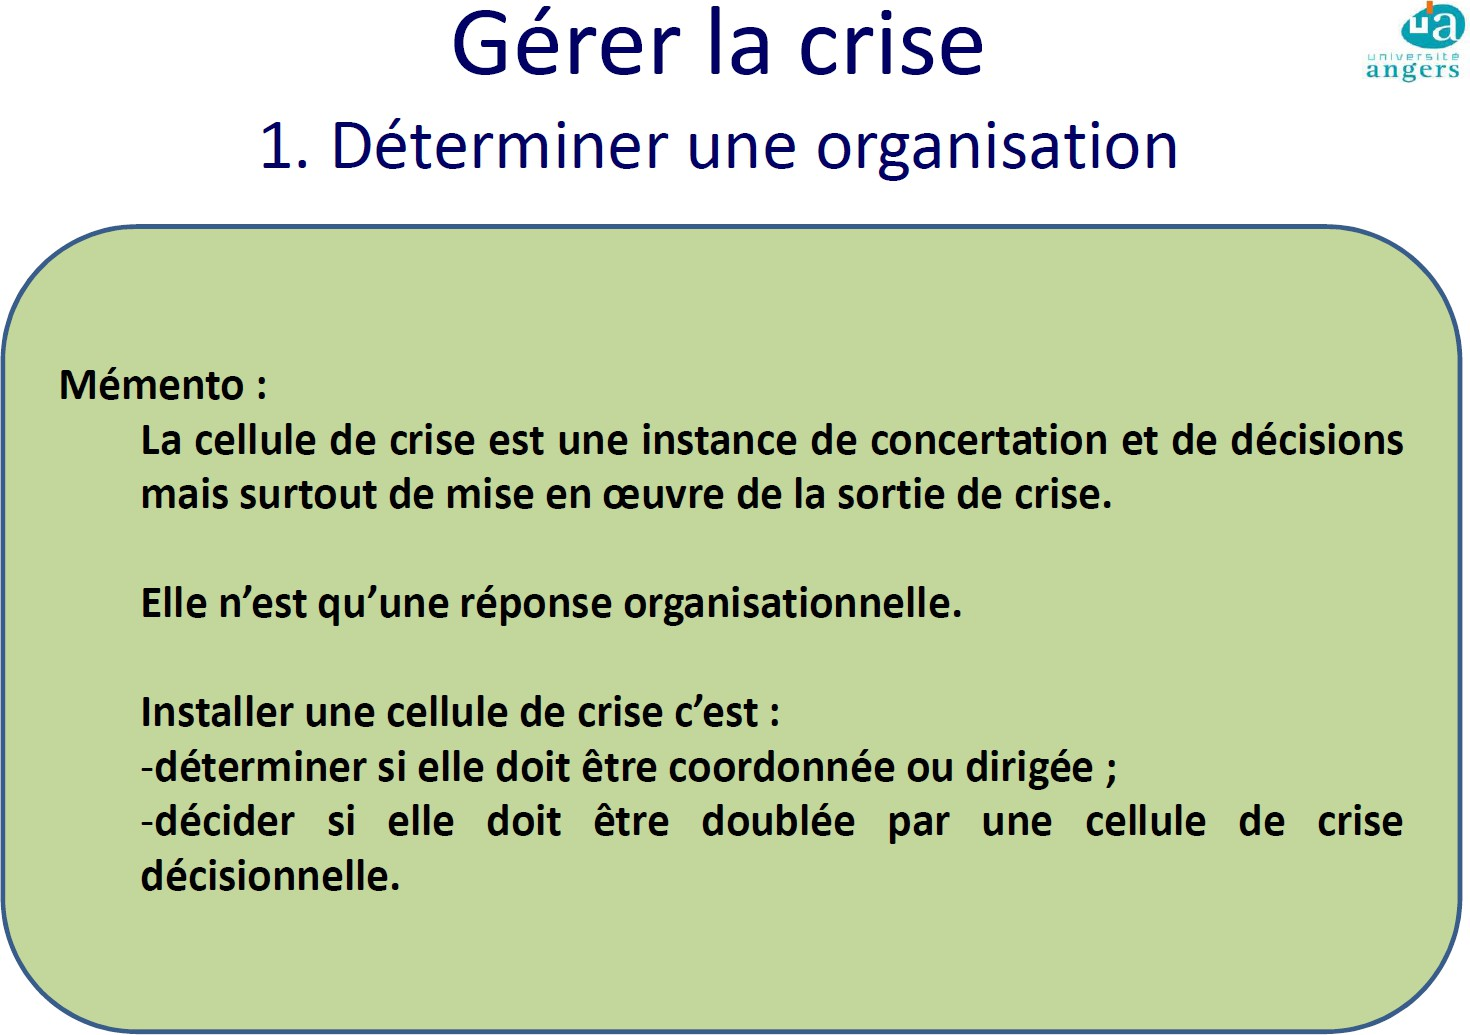 Gérer la crise
ua
université
angers
1. Déterminer une organisation
Mémento :
La cellule de crise est une instance de concertation et de décisions
mais surtout de mise en œuvre de la sortie de crise.
Elle n’est qu’une réponse organisationnelle.
Installer une cellule de crise c’est :
-déterminer si elle doit être coordonnée ou dirigée ;
-décider si elle doit être doublée par une cellule de crise
décisionnelle.